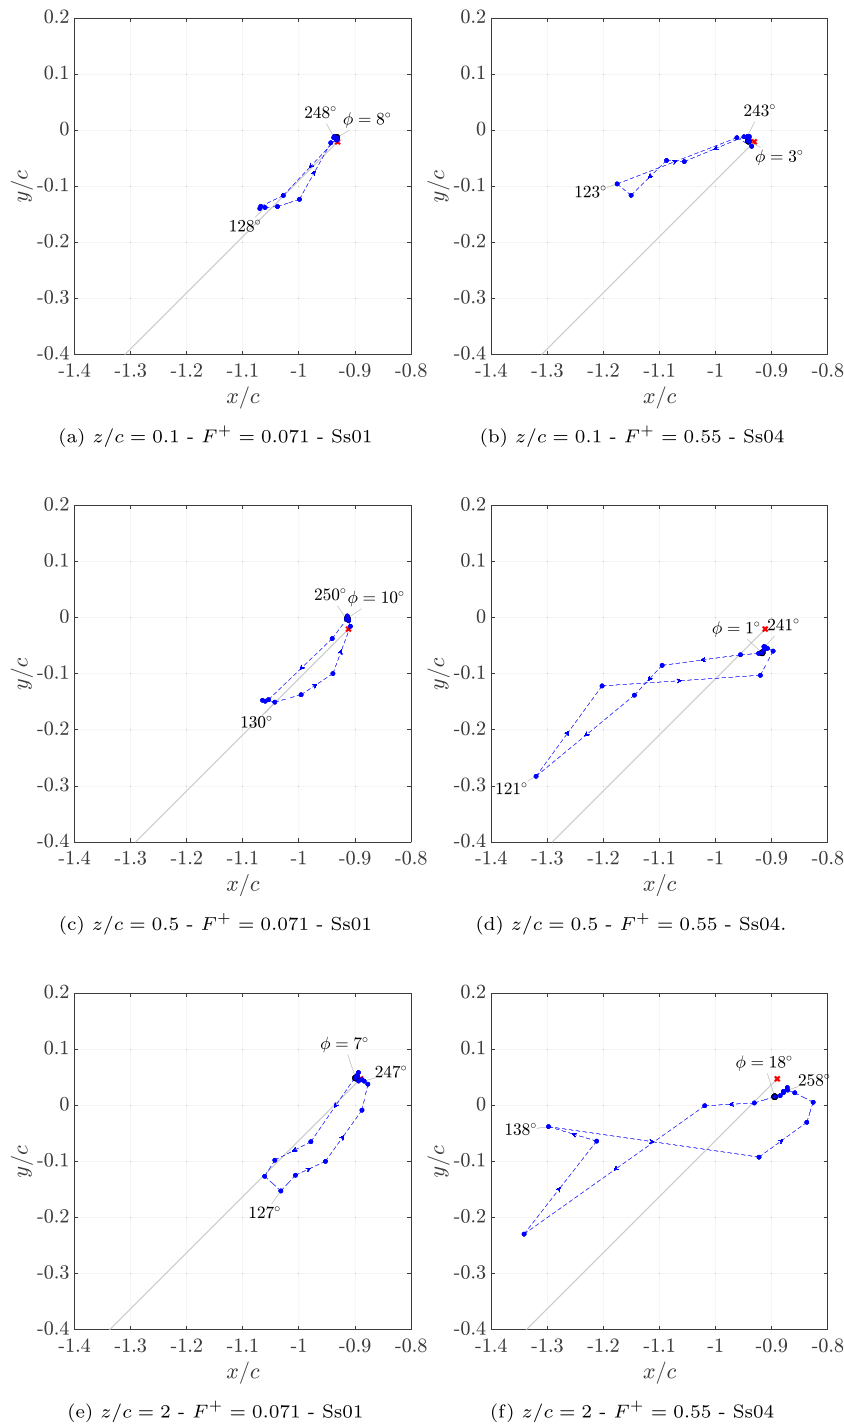 0.2
0.1
0
-0.1
-0.2
-0.3
-0.4
y/c
248°
ϕ = 8°
128°
-1.4 -1.3 -1.2 -1.1 -1 -0.9 -0.8
x/c
(a) z/c = 0.1 - F⁺ = 0.071 - Ss01
0.2
0.1
0
-0.1
-0.2
-0.3
-0.4
y/c
243°
ϕ = 3°
123°
-1.4 -1.3 -1.2 -1.1 -1 -0.9 -0.8
x/c
(b) z/c = 0.1 - F⁺ = 0.55 - Ss04
0.2
0.1
0
-0.1
-0.2
-0.3
-0.4
y/c
250° ϕ = 10°
130°
-1.4 -1.3 -1.2 -1.1 -1 -0.9 -0.8
x/c
(c) z/c = 0.5 - F⁺ = 0.071 - Ss01
0.2
0.1
0
-0.1
-0.2
-0.3
-0.4
y/c
ϕ = 1° 241°
121°
-1.4 -1.3 -1.2 -1.1 -1 -0.9 -0.8
x/c
(d) z/c = 0.5 - F⁺ = 0.55 - Ss04.
0.2
0.1
0
-0.1
-0.2
-0.3
-0.4
y/c
ϕ = 7°
247°
127°
-1.4 -1.3 -1.2 -1.1 -1 -0.9 -0.8
x/c
(e) z/c = 2 - F⁺ = 0.071 - Ss01
0.2
0.1
0
-0.1
-0.2
-0.3
-0.4
y/c
ϕ = 18°
258°
138°
-1.4 -1.3 -1.2 -1.1 -1 -0.9 -0.8
x/c
(f) z/c = 2 - F⁺ = 0.55 - Ss04